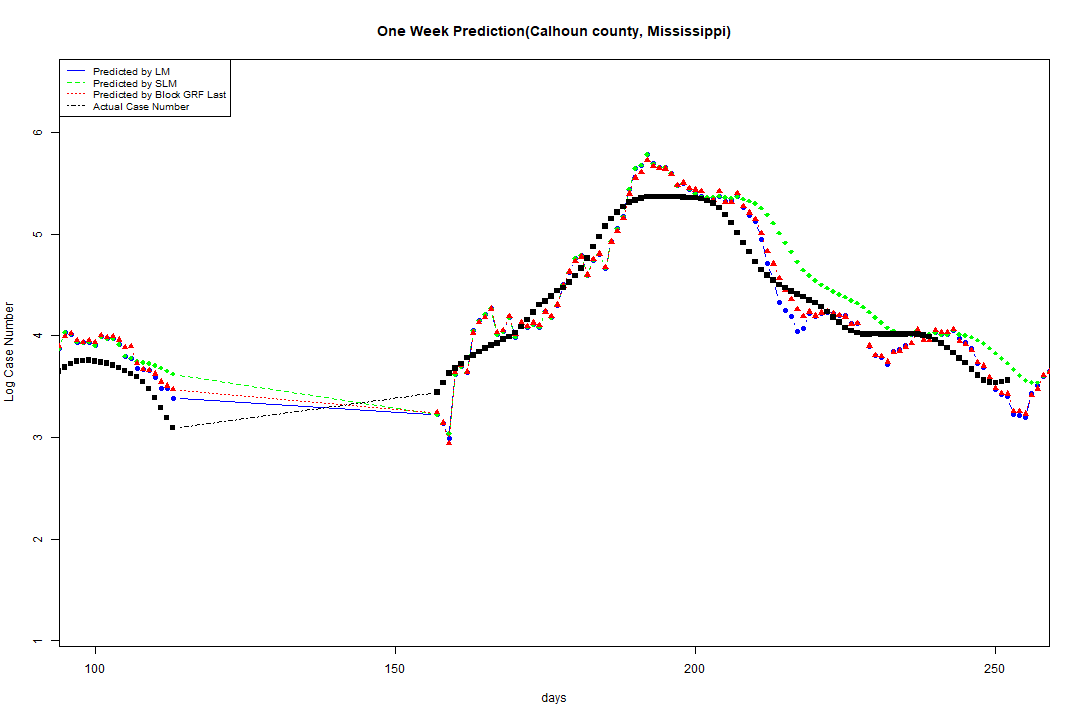 One Week Prediction(Calhoun county, Mississippi)
Predicted by LM
Predicted by SLM
Predicted by Block GRF Last
Actual Case Number
6
5
4
3
2
1
Log Case Number
100 150 200 250
days